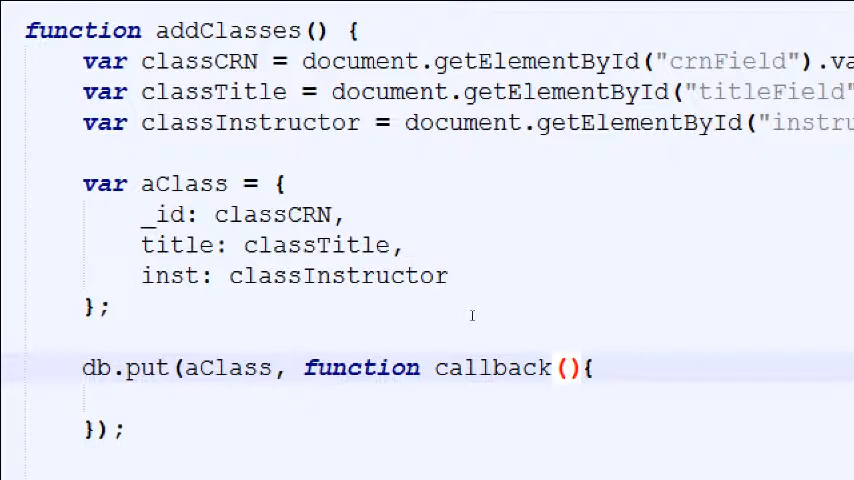 function addClasses() {
var classCRN = document.getElementById("crnField").va
var classTitle = document.getElementById("titleField"
var classInstructor = document.getElementById("instru
var aClass = {
_id: classCRN,
title: classTitle,
inst: classInstructor
};
db.put(aClass, function callback(){
});